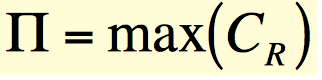 Π = max(C_R)